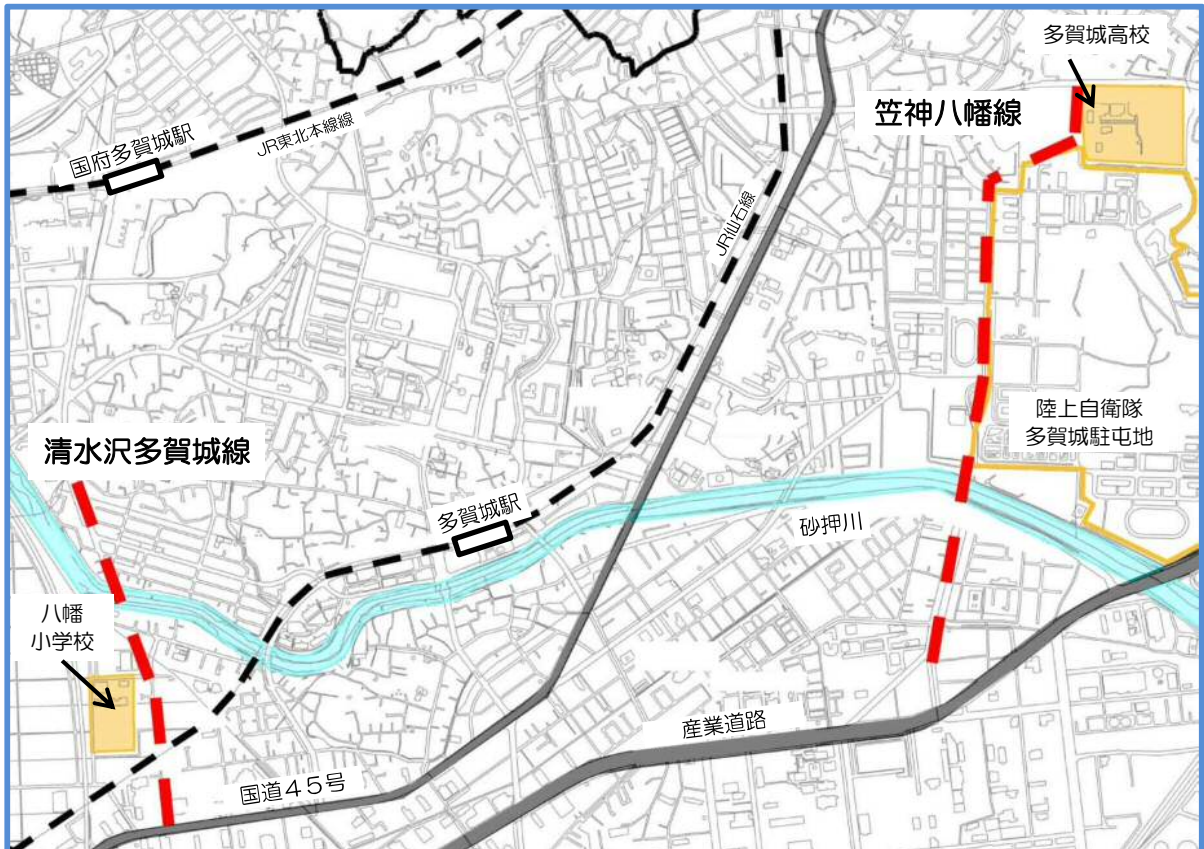 多賀城高校
笠神八幡線
国府多賀城駅
JR東北本線線
JR仙石線
陸上自衛隊
多賀城駐屯地
清水沢多賀城線
多賀城駅
砂押川
八幡
小学校
産業道路
国道45号